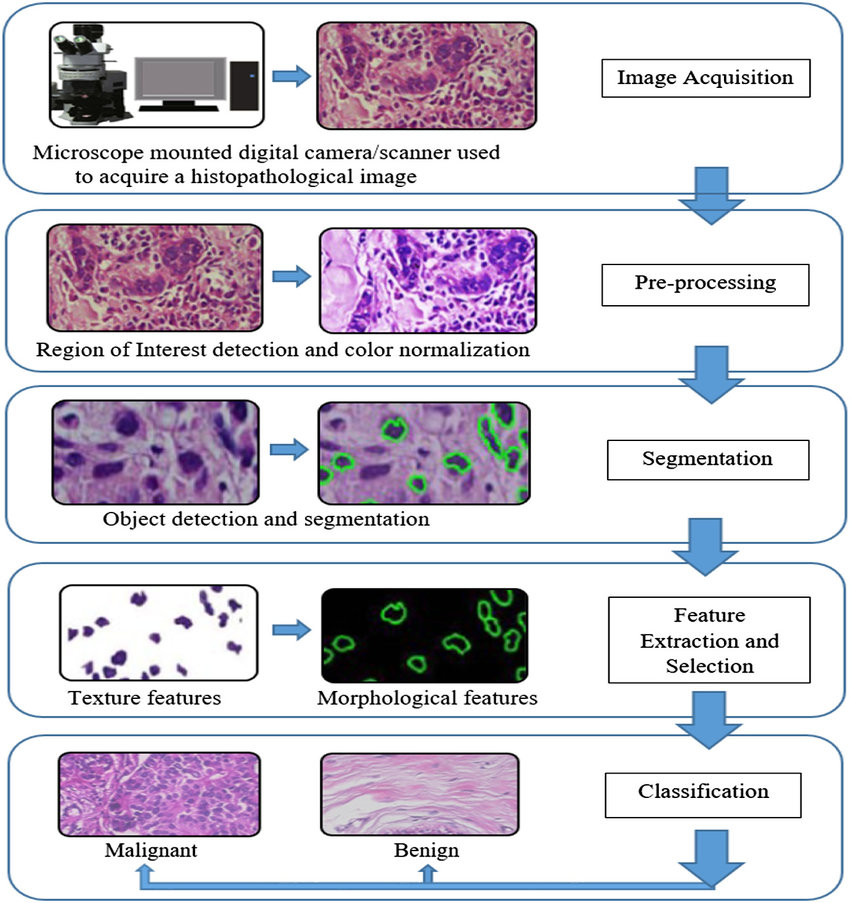 Image Acquisition
Microscope mounted digital camera/scanner used
to acquire a histopathological image
Pre-processing
Region of Interest detection and color normalization
Segmentation
Object detection and segmentation
Feature
Extraction and
Selection
Texture features
Morphological features
Classification
Malignant
Benign